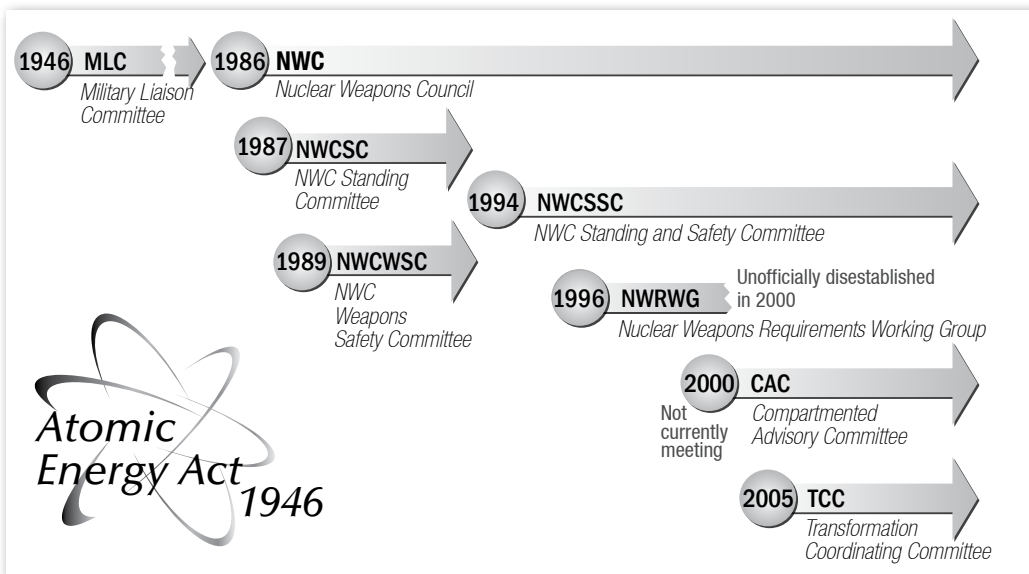 1946 MLC
Military Liaison
Committee
1986 NWC
Nuclear Weapons Council
1987 NWCSC
NWC Standing
Committee
1994 NWCSSC
NWC Standing and Safety Committee
1989 NWCWSC
NWC
Weapons
Safety Committee
1996 NWRWG
Unofficially disestablished
in 2000
Nuclear Weapons Requirements Working Group
2000 CAC
Not
currently
meeting
Compartmented
Advisory Committee
2005 TCC
Transformation
Coordinating Committee
Atomic
Energy Act
1946